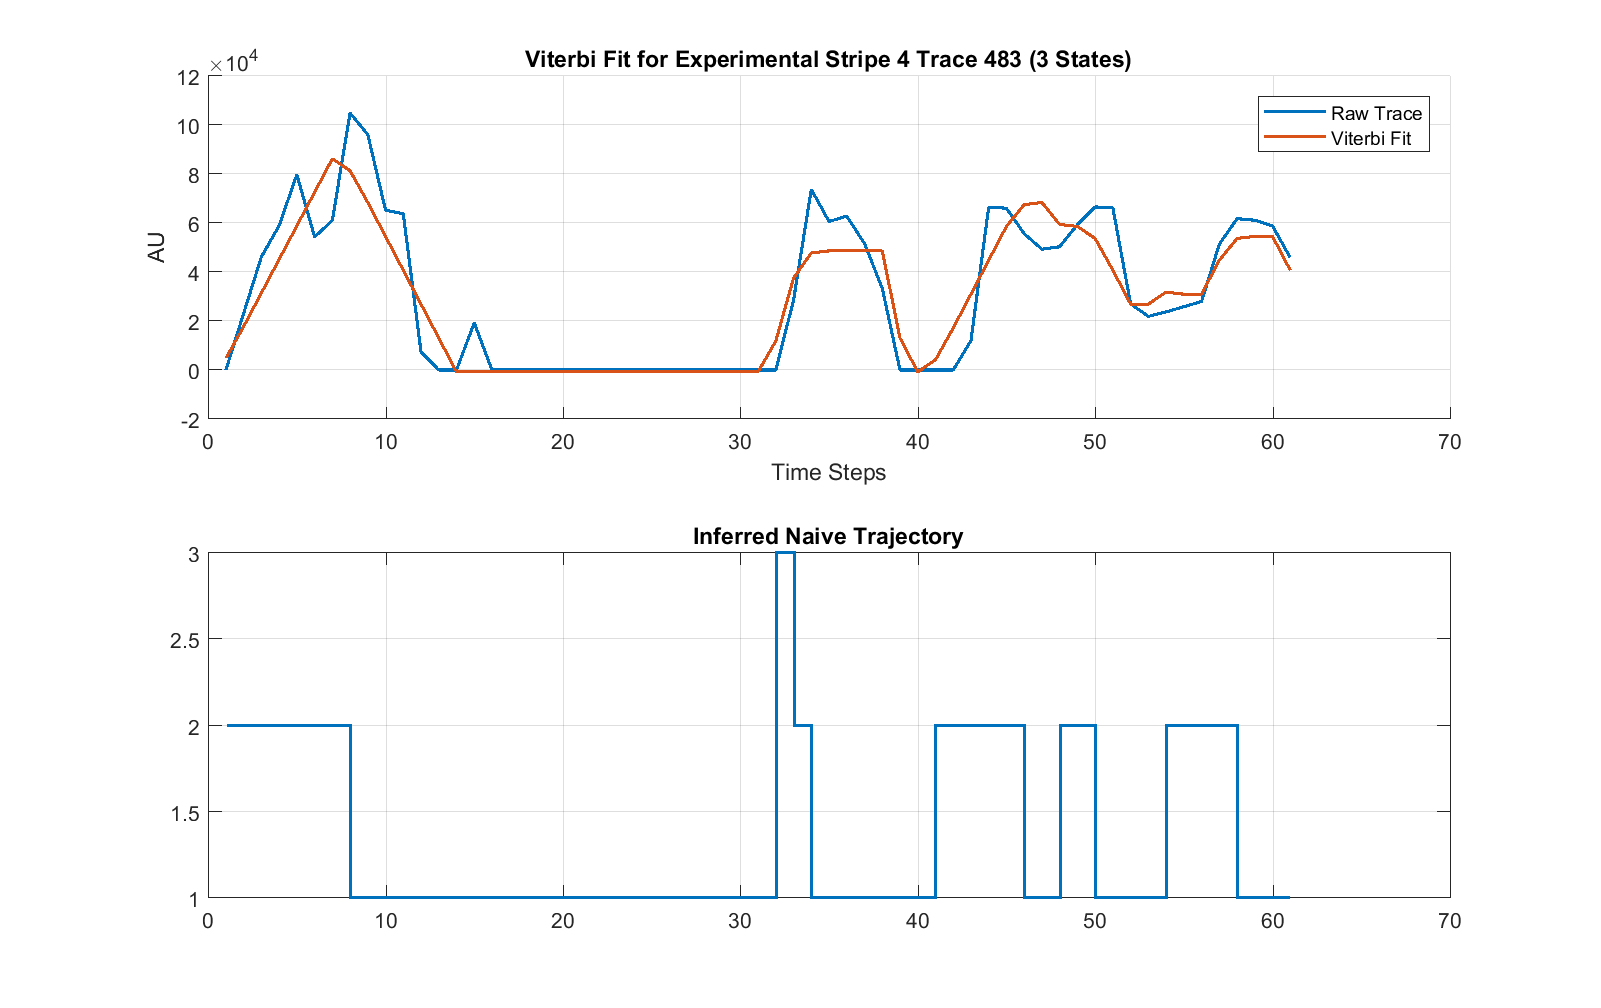 Viterbi Fit for Experimental Stripe 4 Trace 483 (3 States)
×10^4
12
10
8
6
4
2
0
-2
AU
Raw Trace
Viterbi Fit
0 10 20 30 40 50 60 70
Time Steps
Inferred Naive Trajectory
3
2.5
2
1.5
1
0 10 20 30 40 50 60 70